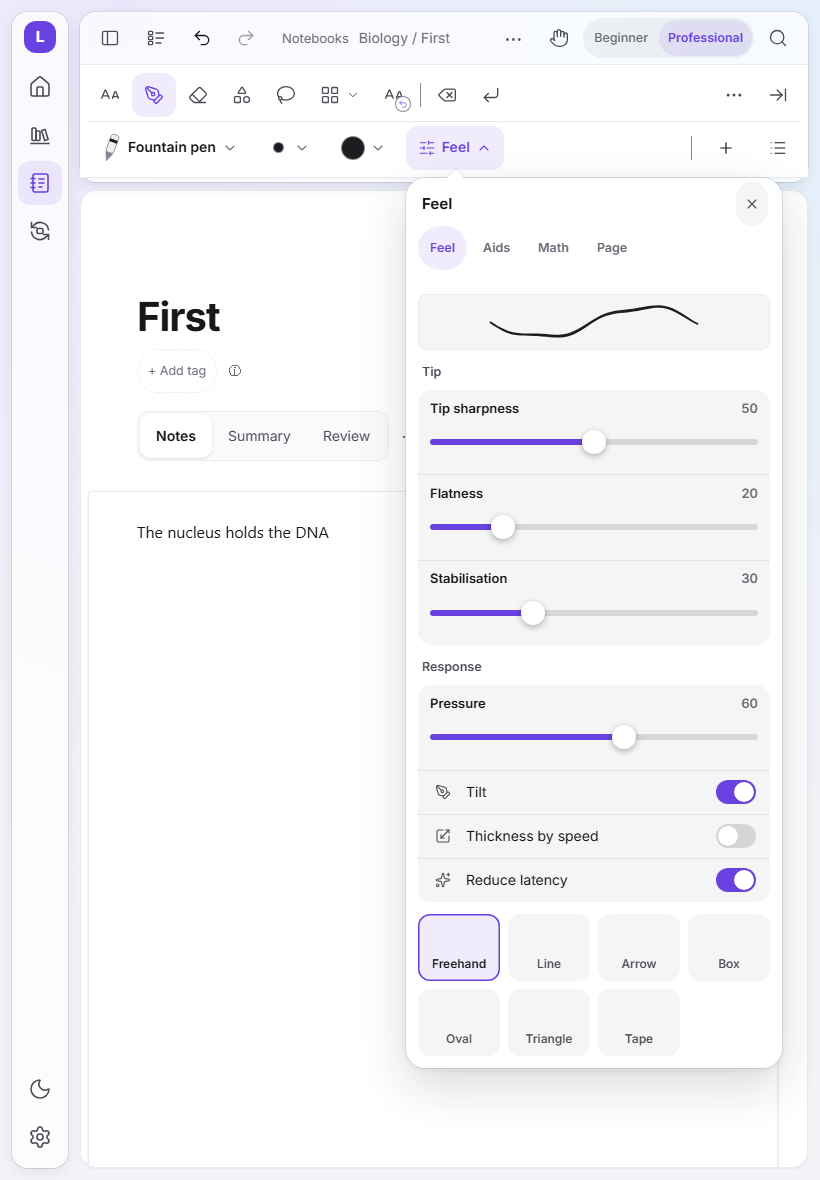 L
Notebooks Biology / First
Beginner Professional
AA
AA
Fountain pen
Feel
Feel
Feel Aids Math Page
First
+ Add tag
Notes Summary Review
The nucleus holds the DNA
Tip
Tip sharpness 50
Flatness 20
Stabilisation 30
Response
Pressure 60
Tilt
Thickness by speed
Reduce latency
Freehand Line Arrow Box
Oval Triangle Tape